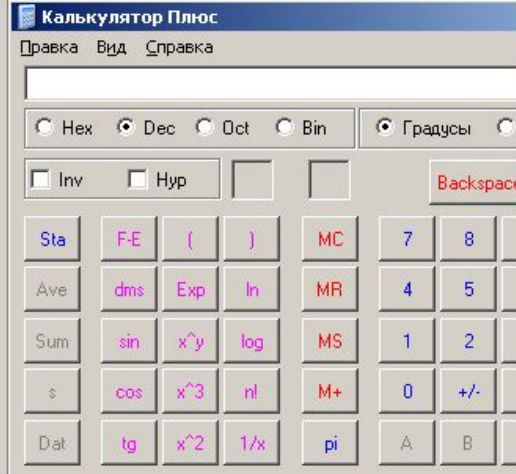 Калькулятор Плюс
Правка Вид Справка
Hex Dec Oct Bin Градусы
Inv Hyp Backspace
Sta F-E ( ) MC 7 8
Ave dms Exp ln MR 4 5
Sum sin x^y log MS 1 2
s cos x^3 n! M+ 0 +/-
Dat tg x^2 1/x pi A B